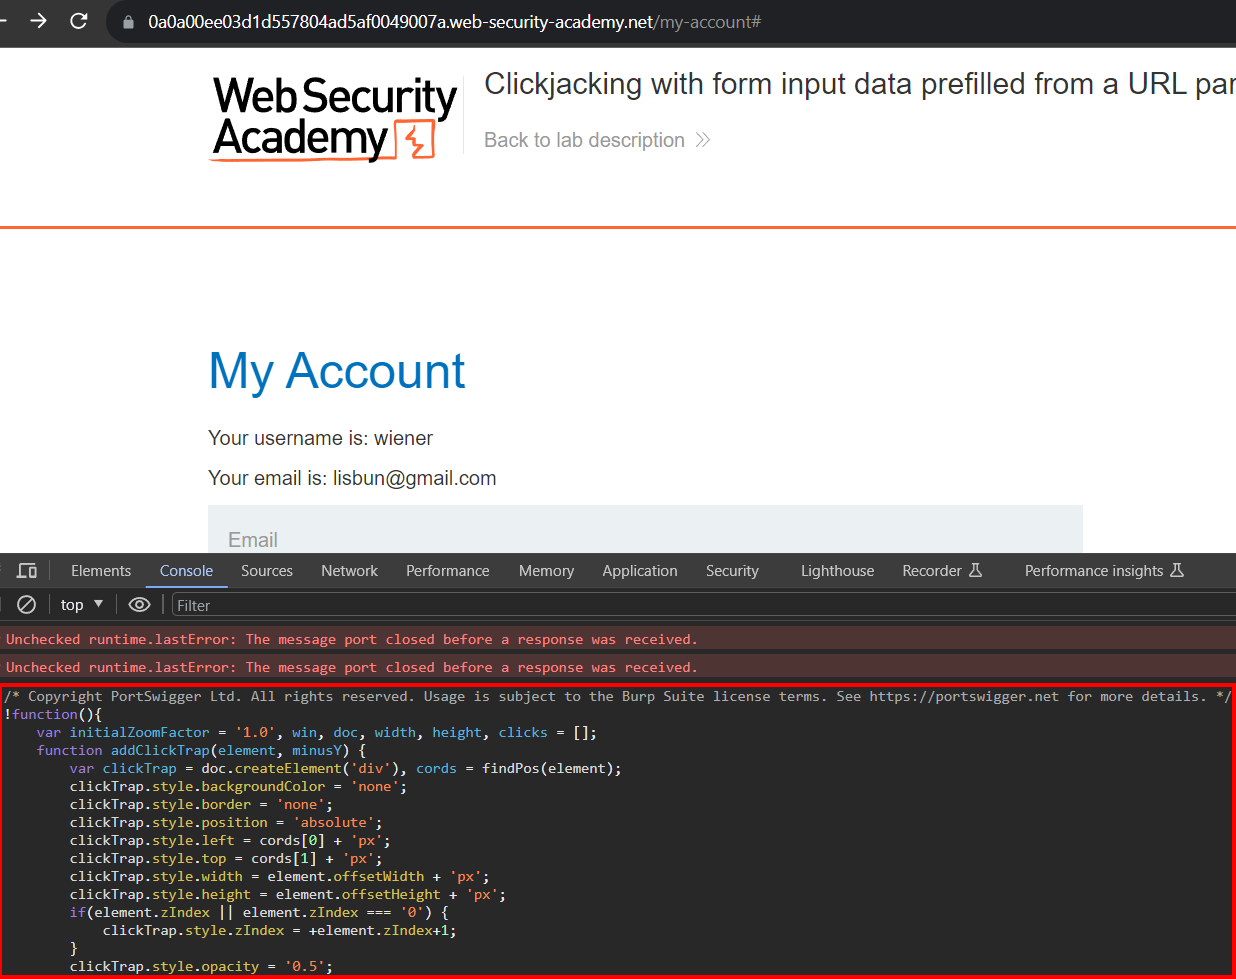 0a0a00ee03d1d557804ad5af0049007a.web-security-academy.net/my-account#
Web Security
Academy
Clickjacking with form input data prefilled from a URL par
Back to lab description
My Account
Your username is: wiener
Your email is: lisbun@gmail.com
Email
Elements Console Sources Network Performance Memory Application Security Lighthouse Recorder Performance insights
top ▼ Filter
Unchecked runtime.lastError: The message port closed before a response was received.
Unchecked runtime.lastError: The message port closed before a response was received.
/* Copyright PortSwigger Ltd. All rights reserved. Usage is subject to the Burp Suite license terms. See https://portswigger.net for more details. */
!function(){
    var initialZoomFactor = '1.0', win, doc, width, height, clicks = [];
    function addClickTrap(element, minusY) {
        var clickTrap = doc.createElement('div'), cords = findPos(element);
        clickTrap.style.backgroundColor = 'none';
        clickTrap.style.border = 'none';
        clickTrap.style.position = 'absolute';
        clickTrap.style.left = cords[0] + 'px';
        clickTrap.style.top = cords[1] + 'px';
        clickTrap.style.width = element.offsetWidth + 'px';
        clickTrap.style.height = element.offsetHeight + 'px';
        if(element.zIndex || element.zIndex === '0') {
            clickTrap.style.zIndex = +element.zIndex+1;
        }
        clickTrap.style.opacity = '0.5';